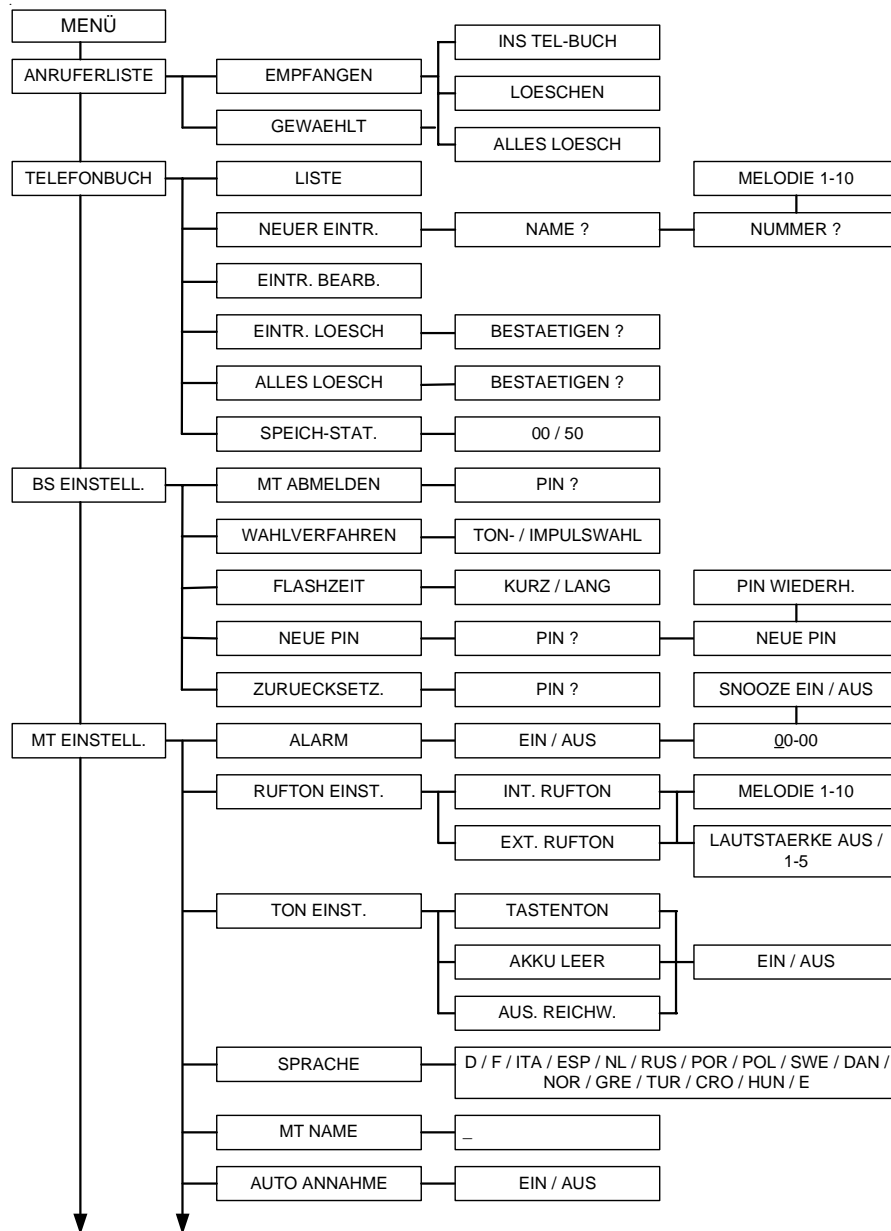 MENÜ
INS TEL-BUCH
ANRUFERLISTE
EMPFANGEN
LOESCHEN
GEWAEHLT
ALLES LOESCH
TELEFONBUCH
LISTE
MELODIE 1-10
NEUER EINTR.
NAME ?
NUMMER ?
EINTR. BEARB.
EINTR. LOESCH
BESTAETIGEN ?
ALLES LOESCH
BESTAETIGEN ?
SPEICH-STAT.
00 / 50
BS EINSTELL.
MT ABMELDEN
PIN ?
WAHLVERFAHREN
TON- / IMPULSWAHL
FLASHZEIT
KURZ / LANG
PIN WIEDERH.
NEUE PIN
PIN ?
NEUE PIN
ZURUECKSETZ.
PIN ?
SNOOZE EIN / AUS
MT EINSTELL.
ALARM
EIN / AUS
00-00
RUFTON EINST.
INT. RUFTON
MELODIE 1-10
EXT. RUFTON
LAUTSTAERKE AUS /
1-5
TON EINST.
TASTENTON
AKKU LEER
EIN / AUS
AUS. REICHW.
SPRACHE
D / F / ITA / ESP / NL / RUS / POR / POL / SWE / DAN /
NOR / GRE / TUR / CRO / HUN / E
MT NAME
_
AUTO ANNAHME
EIN / AUS